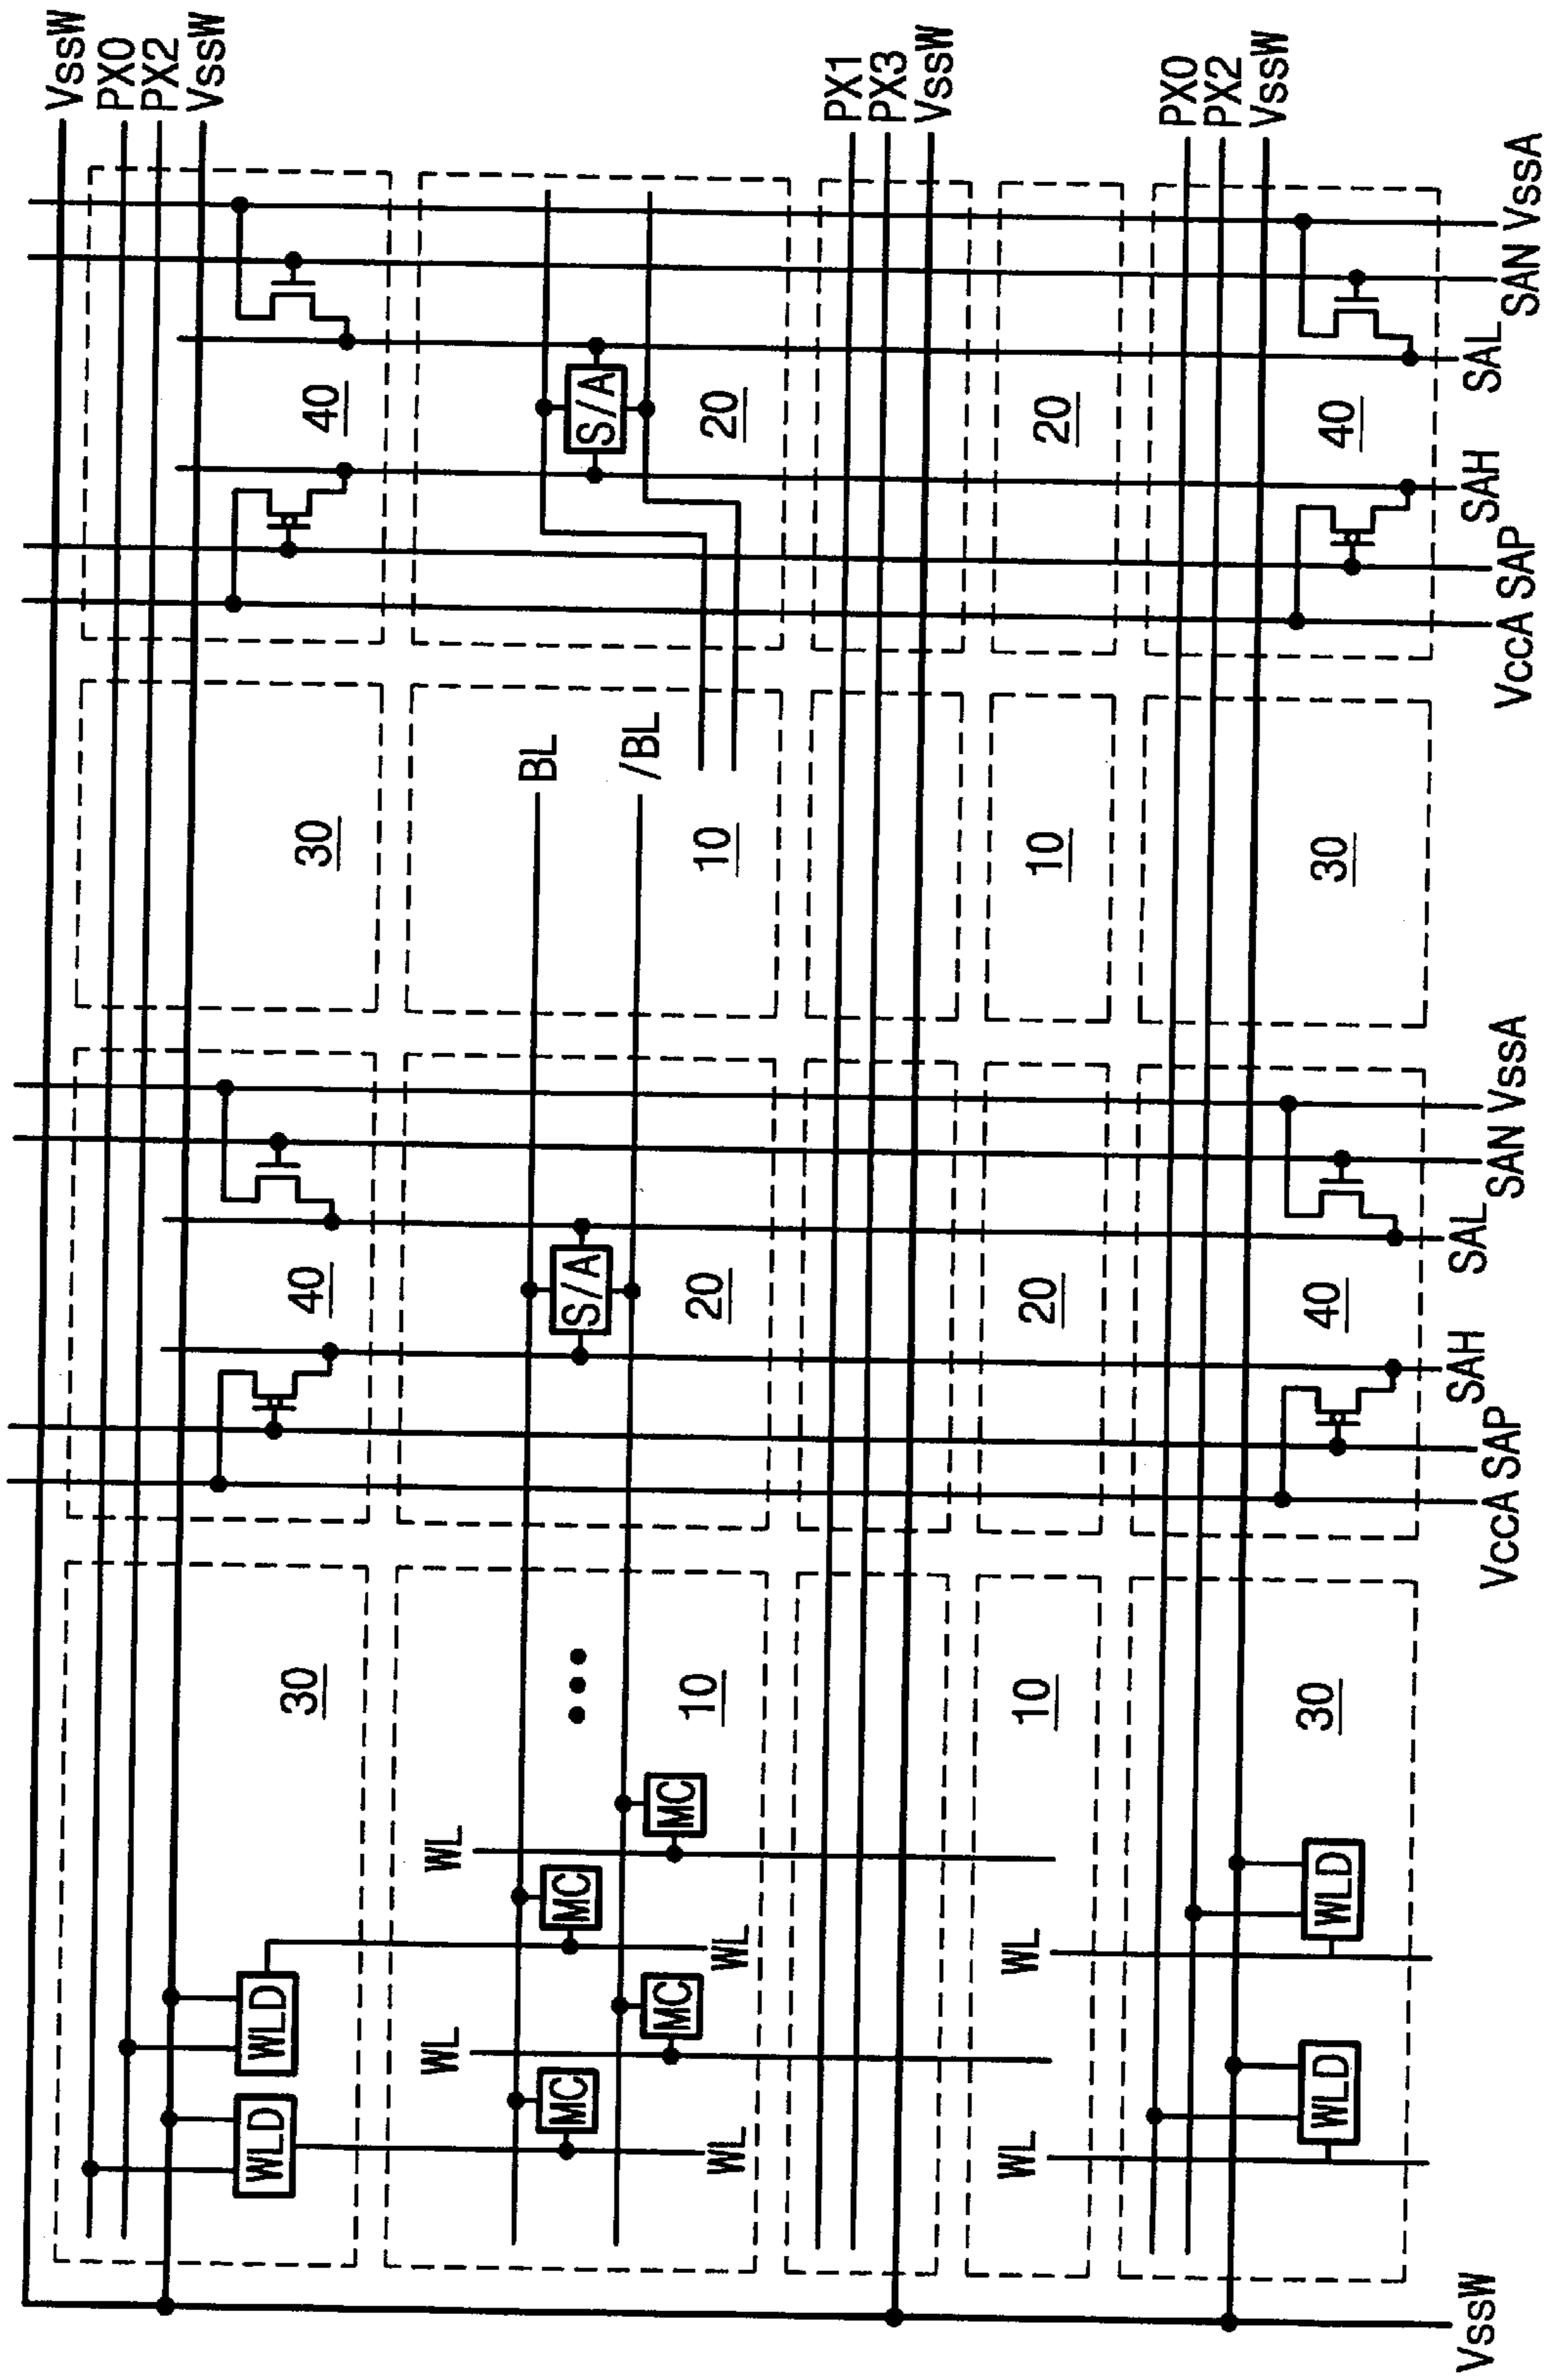 VssW
PX0
PX2
VssW
WLD
WLD
30
40
30
40
WL
WL
BL
MC
MC
S/A
S/A
/BL
MC
MC
10
20
10
20
WL
WL
PX1
PX3
VssW
WL
WL
10
20
10
20
PX0
PX2
VssW
WLD
WLD
30
40
30
40
SAH
SAL
SAH
SAL
VssW
VccA SAP
SAN VssA
VccA SAP
SAN VssA